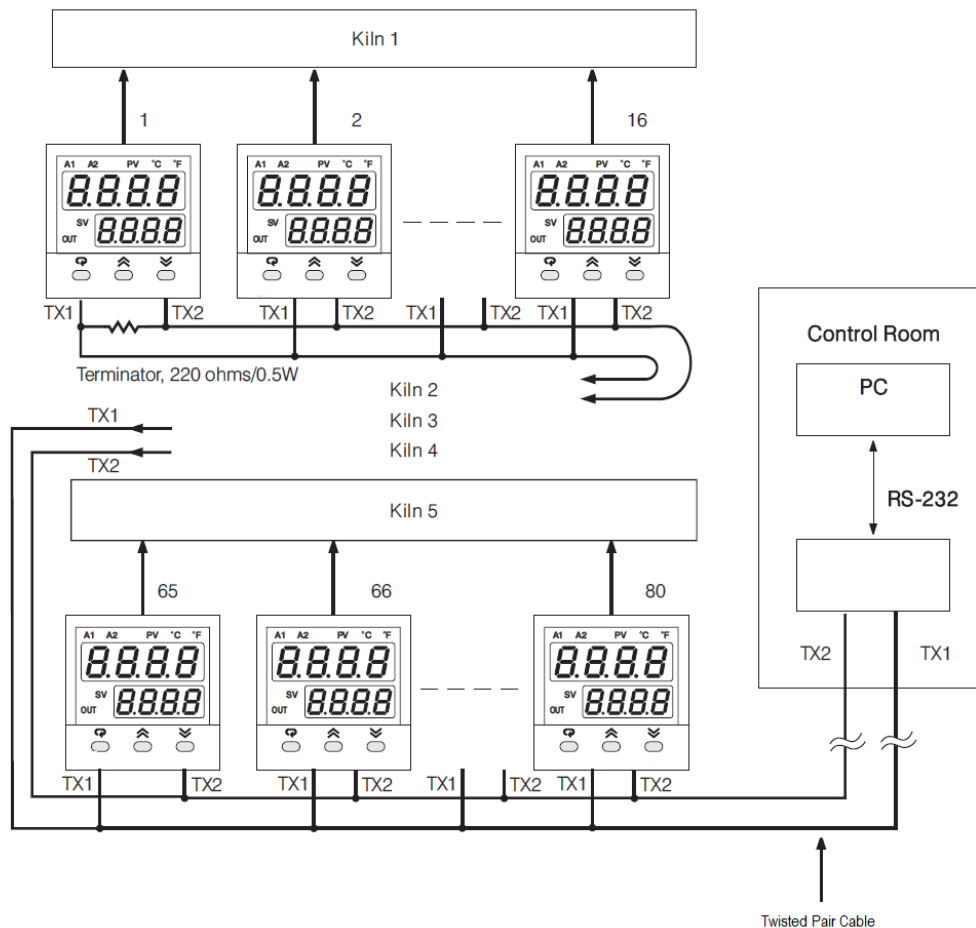 Kiln 1
1
2
16
A1 A2 PV °C °F
8.8.8.8
SV
8.8.8.8
OUT
A1 A2 PV °C °F
8.8.8.8
SV
8.8.8.8
OUT
A1 A2 PV °C °F
8.8.8.8
SV
8.8.8.8
OUT
TX1 TX2 TX1 TX2 TX1 TX2 TX1 TX2
Terminator, 220 ohms/0.5W
Kiln 2
Kiln 3
Kiln 4
TX1
TX2
Kiln 5
65
66
80
A1 A2 PV °C °F
8.8.8.8
SV
8.8.8.8
OUT
A1 A2 PV °C °F
8.8.8.8
SV
8.8.8.8
OUT
A1 A2 PV °C °F
8.8.8.8
SV
8.8.8.8
OUT
TX1 TX2 TX1 TX2 TX1 TX2 TX1 TX2
Control Room
PC
RS-232
TX2 TX1
Twisted Pair Cable